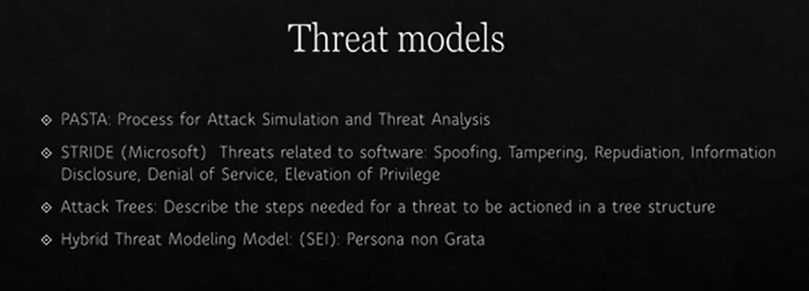 Threat models
PASTA: Process for Attack Simulation and Threat Analysis
STRIDE (Microsoft) Threats related to software: Spoofing, Tampering, Repudiation, Information
Disclosure, Denial of Service, Elevation of Privilege
Attack Trees: Describe the steps needed for a threat to be actioned in a tree structure
Hybrid Threat Modeling Model: (SEI): Persona non Grata